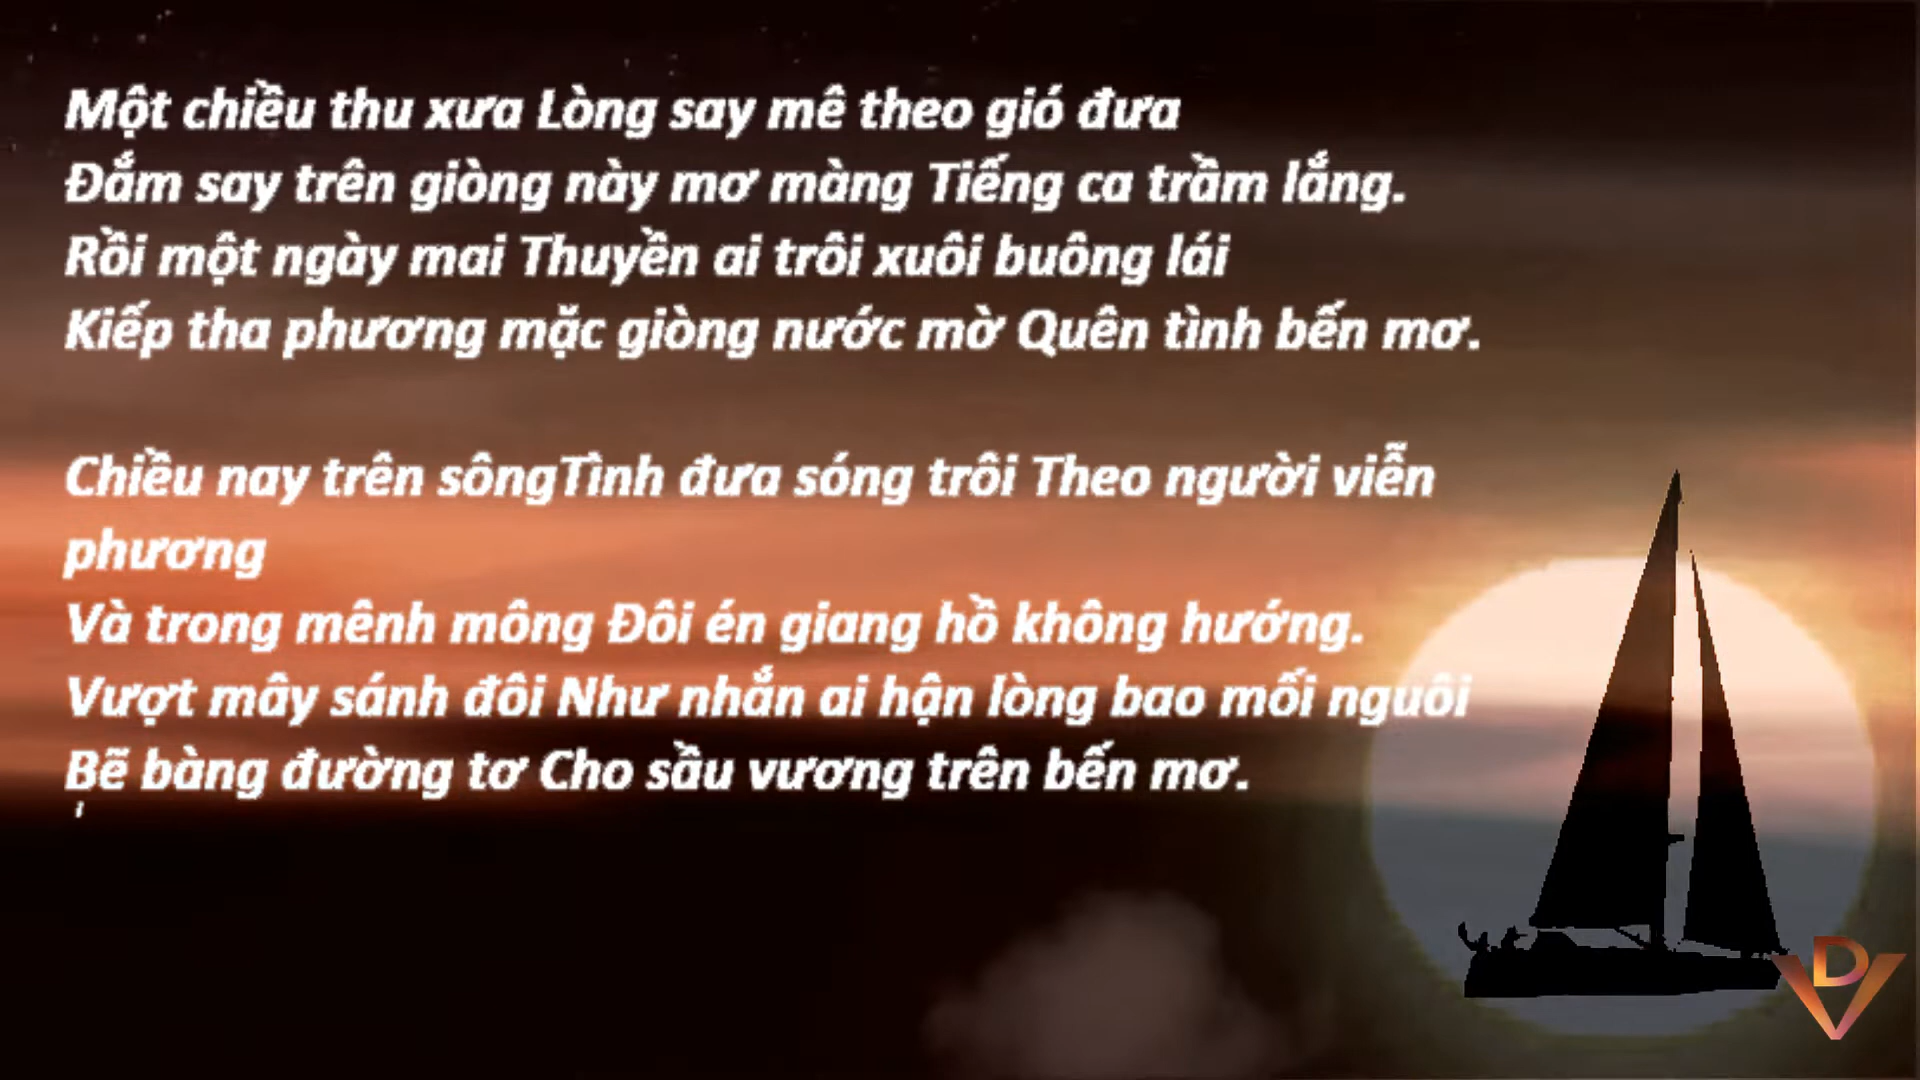 Một chiều thu xưa Lòng say mê theo gió đưa
Đắm say trên giòng này mơ màng Tiếng ca trầm lắng.
Rồi một ngày mai Thuyền ai trôi xuôi buông lái
Kiếp tha phương mặc giòng nước mờ Quên tình bến mơ.
Chiều nay trên sôngTình đưa sóng trôi Theo người viễn
phương
Và trong mênh mông Đôi én giang hồ không hướng.
Vượt mây sánh đôi Như nhắn ai hận lòng bao mối nguôi
Bẽ bàng đường tơ Cho sầu vương trên bến mơ.
DV